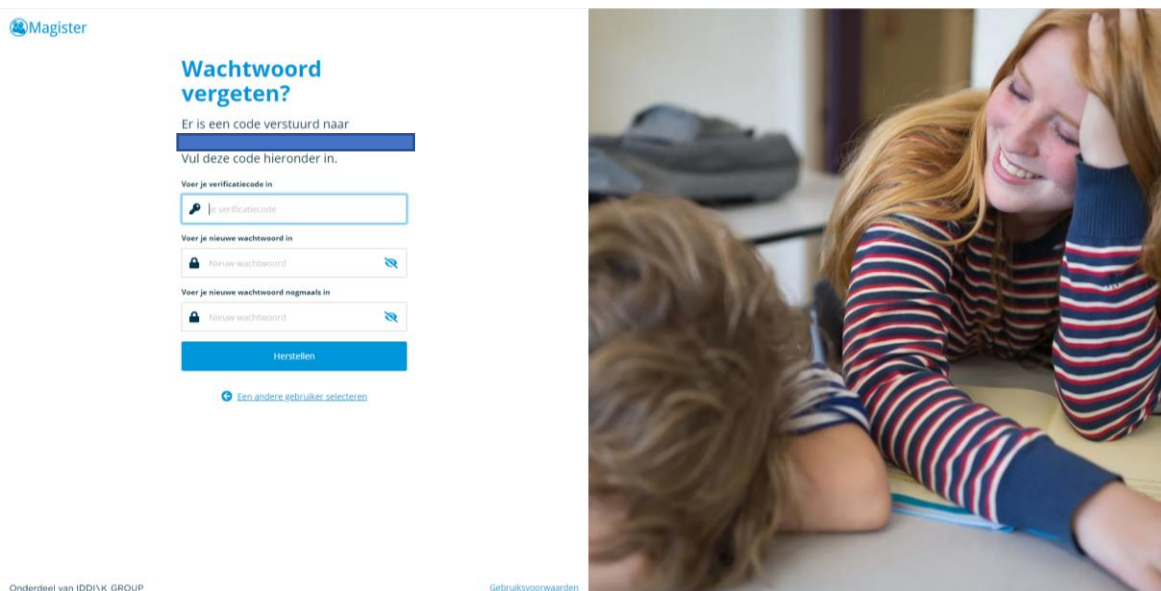 Magister
Wachtwoord
vergeten?
Er is een code verstuurd naar
Vul deze code hieronder in.
Voer je verificatiecode in
Je verificatiecode
Voer je nieuwe wachtwoord in
Nieuw wachtwoord
Voer je nieuwe wachtwoord nogmaals in
Nieuw wachtwoord
Herstellen
Een andere gebruiker selecteren
Onderdeel van IDDINK GROUP
Gebruiksvoorwaarden